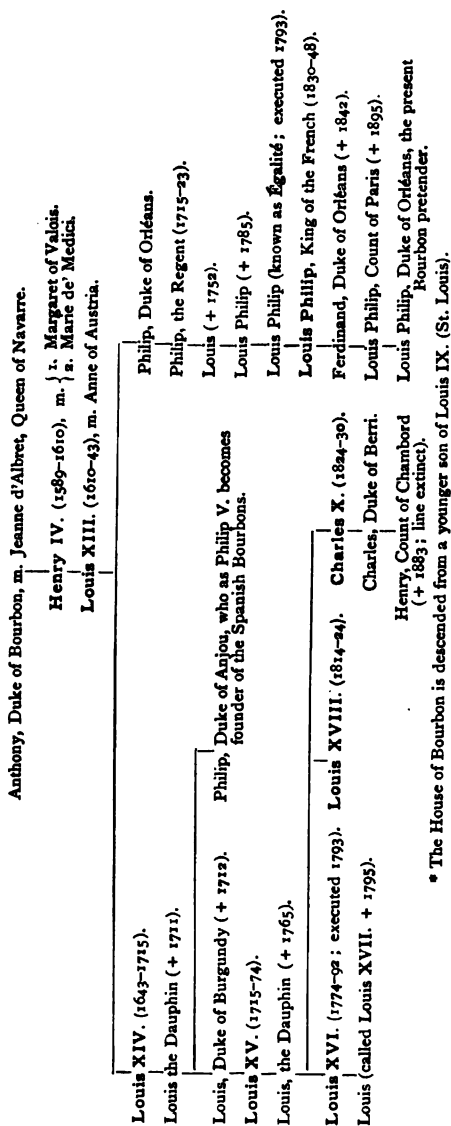 Anthony, Duke of Bourbon, m. Jeanne d'Albret, Queen of Navarre.
Henry IV. (1589–1610), m. { 1. Margaret of Valois.
2. Marie de' Medici.
Louis XIII. (1610–43), m. Anne of Austria.
Louis XIV. (1643–1715).
Louis the Dauphin (+ 1711).
Louis, Duke of Burgundy (+ 1712).
Louis XV. (1715–74).
Louis, the Dauphin (+ 1765).
Louis XVI. (1774–92; executed 1793).
Louis (called Louis XVII. + 1795).
Philip, Duke of Anjou, who as Philip V. becomes
founder of the Spanish Bourbons.
Louis XVIII. (1814–24).
Charles X. (1824–30).
Charles, Duke of Berri.
Henry, Count of Chambord
(+ 1883; line extinct).
Philip, Duke of Orléans.
Philip, the Regent (1715–23).
Louis (+ 1752).
Louis Philip (+ 1785).
Louis Philip (known as Égalité; executed 1793).
Louis Philip, King of the French (1830–48).
Ferdinand, Duke of Orléans (+ 1842).
Louis Philip, Count of Paris (+ 1895).
Louis Philip, Duke of Orléans, the present
Bourbon pretender.
* The House of Bourbon is descended from a younger son of Louis IX. (St. Louis).